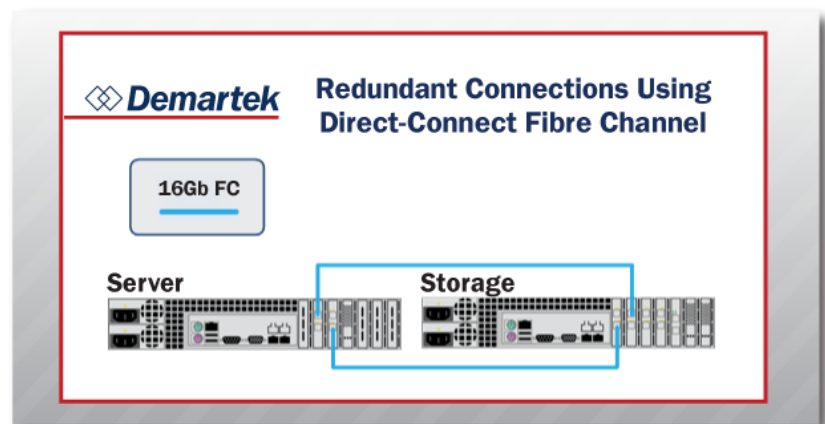 Demartek
Redundant Connections Using
Direct-Connect Fibre Channel
16Gb FC
Server
Storage